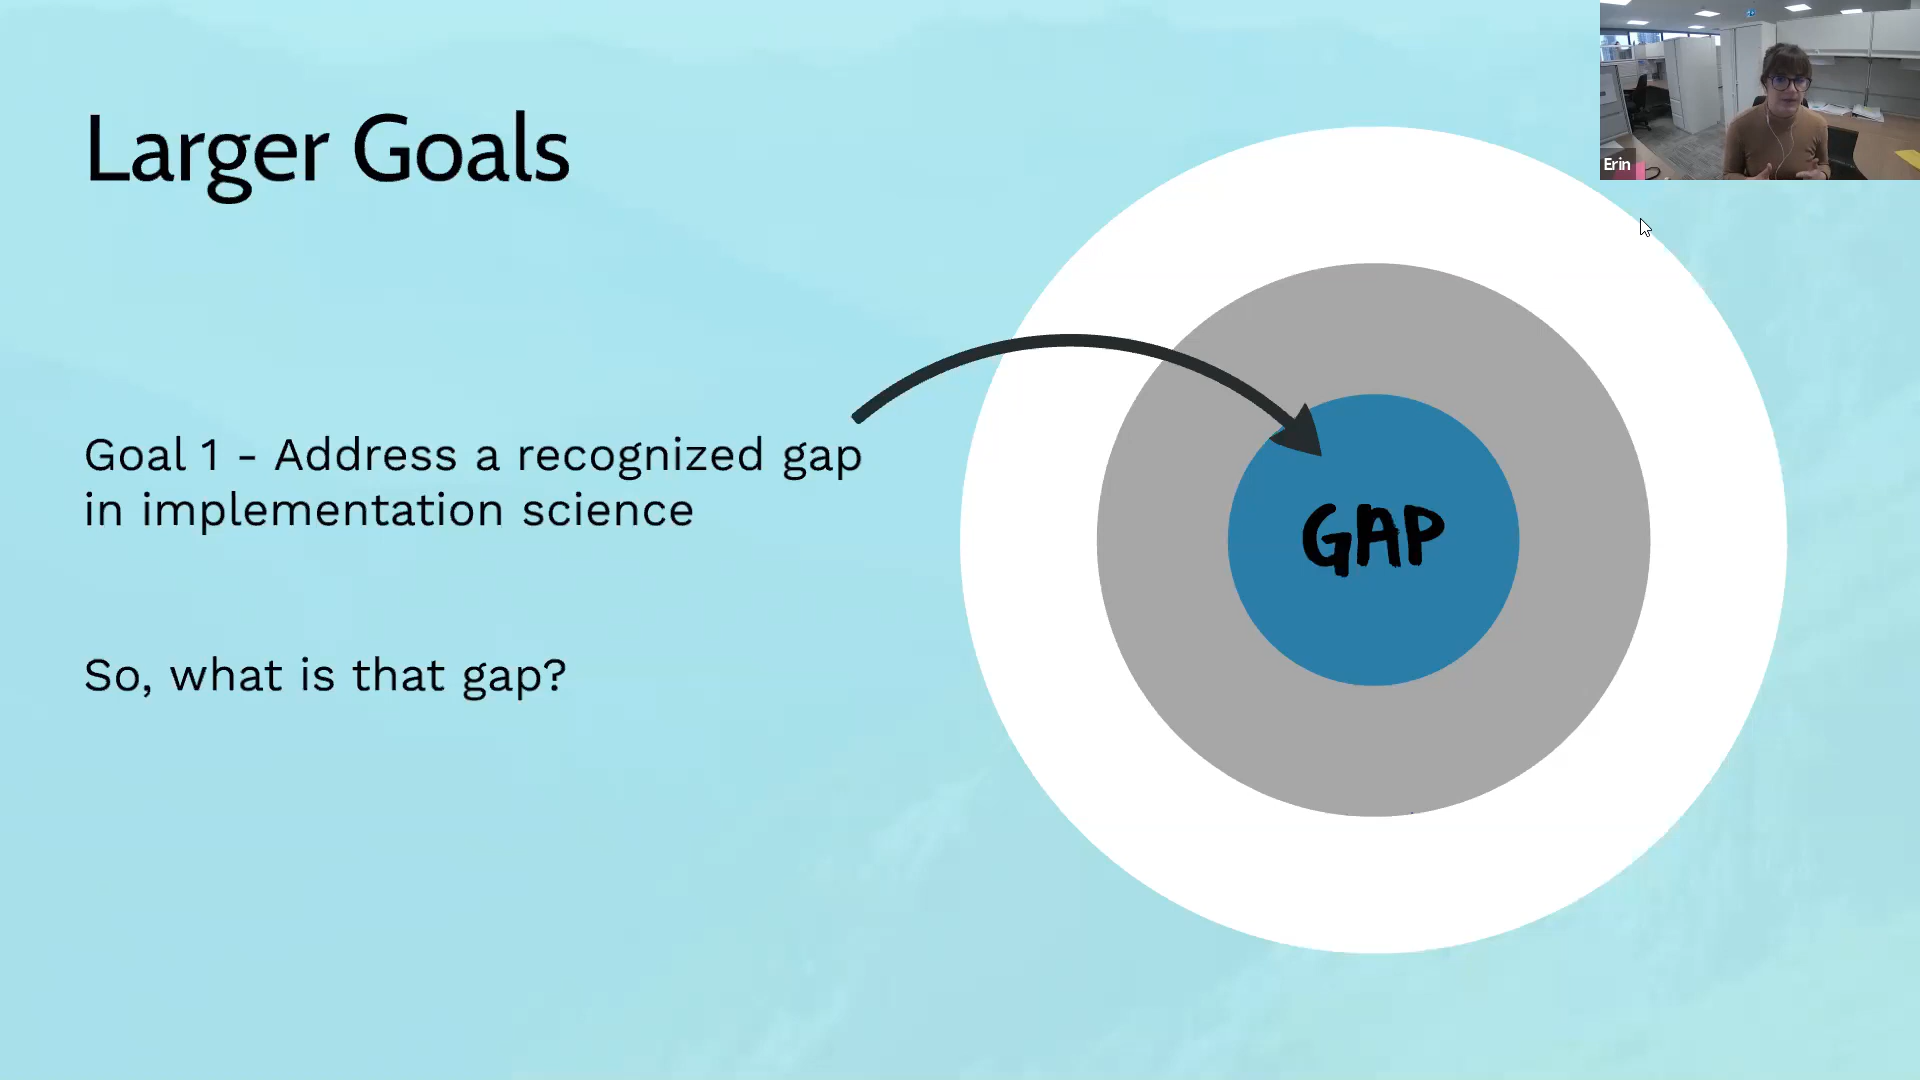 Larger Goals
Erin
Goal 1 - Address a recognized gap
in implementation science
GAP
So, what is that gap?